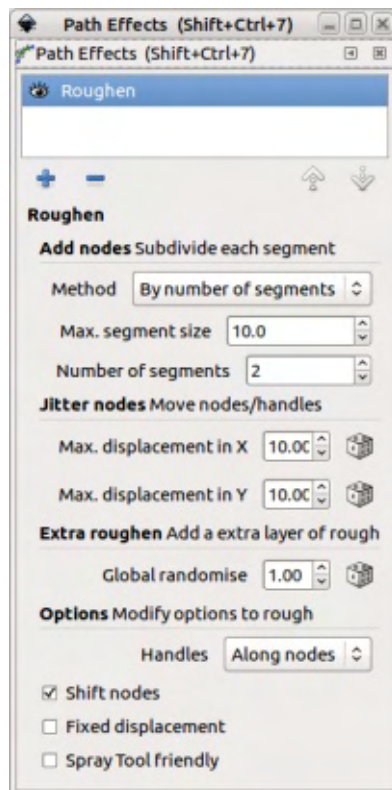 Path Effects (Shift+Ctrl+7)
Path Effects (Shift+Ctrl+7)
Roughen
Roughen
Add nodes Subdivide each segment
Method By number of segments
Max. segment size 10.0
Number of segments 2
Jitter nodes Move nodes/handles
Max. displacement in X 10.00
Max. displacement in Y 10.00
Extra roughen Add a extra layer of rough
Global randomise 1.00
Options Modify options to rough
Handles Along nodes
Shift nodes
Fixed displacement
Spray Tool friendly